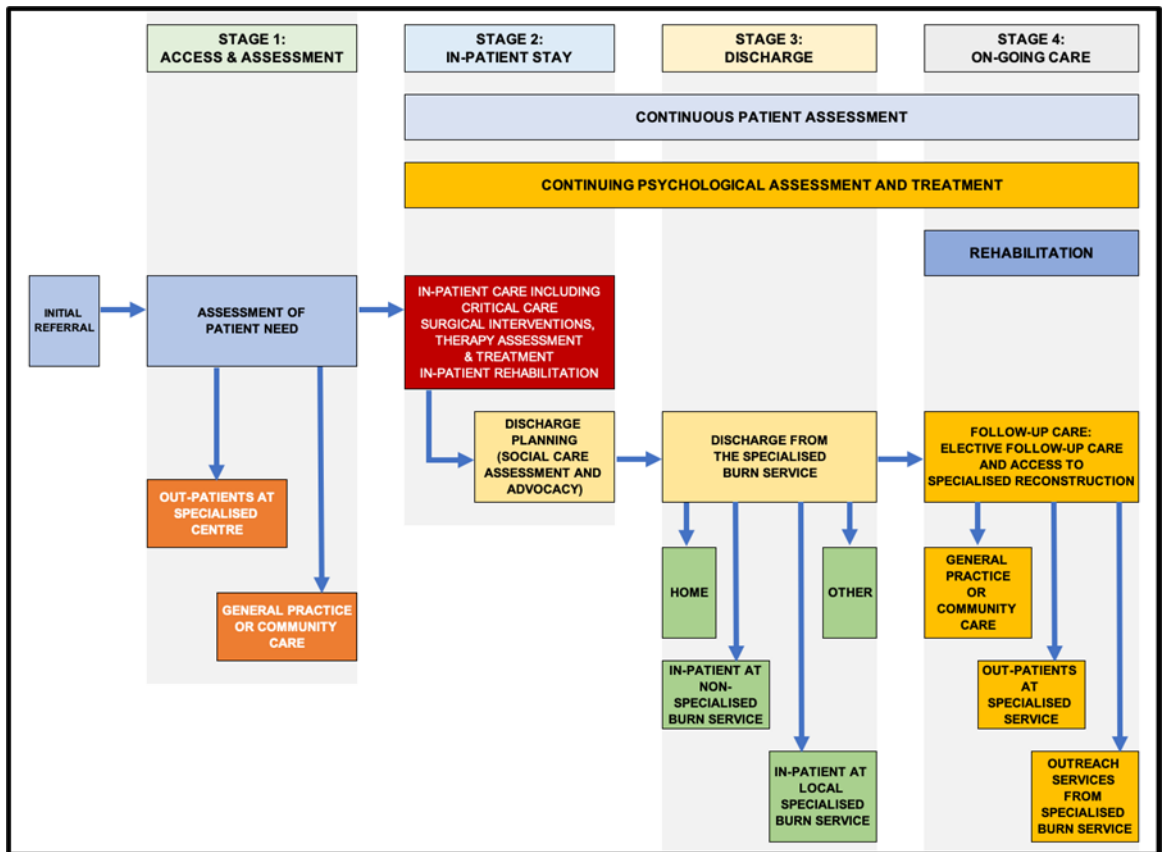 STAGE 1:
ACCESS & ASSESSMENT
STAGE 2:
IN-PATIENT STAY
STAGE 3:
DISCHARGE
STAGE 4:
ON-GOING CARE
CONTINUOUS PATIENT ASSESSMENT
CONTINUING PSYCHOLOGICAL ASSESSMENT AND TREATMENT
REHABILITATION
INITIAL
REFERRAL
ASSESSMENT OF
PATIENT NEED
IN-PATIENT CARE INCLUDING
CRITICAL CARE
SURGICAL INTERVENTIONS,
THERAPY ASSESSMENT
& TREATMENT
IN-PATIENT REHABILITATION
DISCHARGE
PLANNING
(SOCIAL CARE
ASSESSMENT AND
ADVOCACY)
DISCHARGE FROM
THE SPECIALISED
BURN SERVICE
FOLLOW-UP CARE:
ELECTIVE FOLLOW-UP CARE
AND ACCESS TO
SPECIALISED RECONSTRUCTION
OUT-PATIENTS AT
SPECIALISED
CENTRE
GENERAL PRACTICE
OR COMMUNITY
CARE
HOME
OTHER
GENERAL
PRACTICE
OR
COMMUNITY
CARE
IN-PATIENT AT
NON-
SPECIALISED
BURN SERVICE
OUT-PATIENTS
AT
SPECIALISED
SERVICE
IN-PATIENT AT
LOCAL
SPECIALISED
BURN SERVICE
OUTREACH
SERVICES
FROM
SPECIALISED
BURN SERVICE